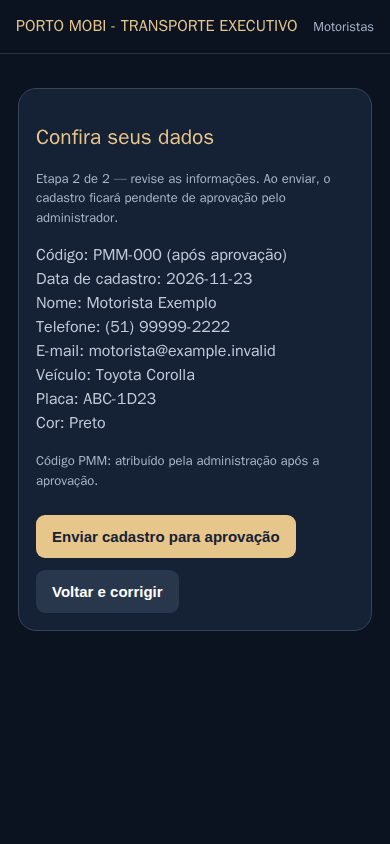 PORTO MOBI - TRANSPORTE EXECUTIVO
Motoristas
Confira seus dados
Etapa 2 de 2 — revise as informações. Ao enviar, o
cadastro ficará pendente de aprovação pelo
administrador.
Código: PMM-000 (após aprovação)
Data de cadastro: 2026-11-23
Nome: Motorista Exemplo
Telefone: (51) 99999-2222
E-mail: motorista@example.invalid
Veículo: Toyota Corolla
Placa: ABC-1D23
Cor: Preto
Código PMM: atribuído pela administração após a
aprovação.
Enviar cadastro para aprovação
Voltar e corrigir